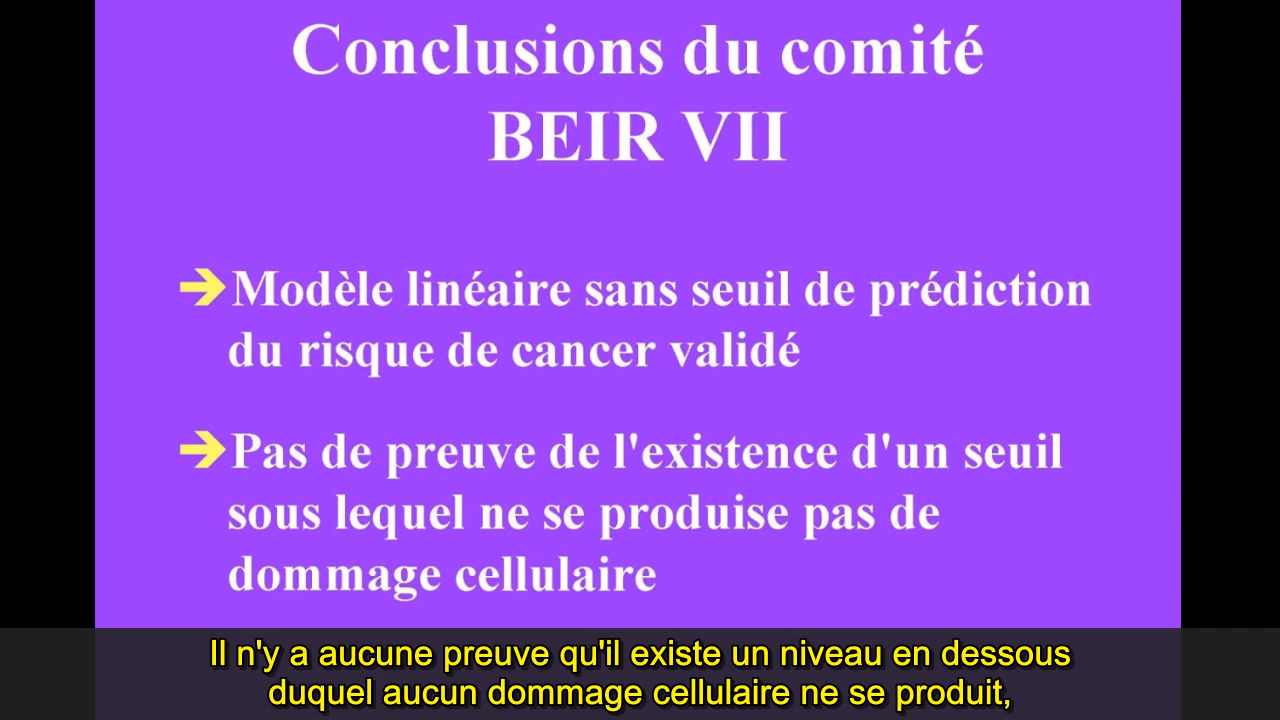 Conclusions du comité
BEIR VII
➔Modèle linéaire sans seuil de prédiction
du risque de cancer validé
➔Pas de preuve de l'existence d'un seuil
sous lequel ne se produise pas de
dommage cellulaire
Il n'y a aucune preuve qu'il existe un niveau en dessous
duquel aucun dommage cellulaire ne se produit,